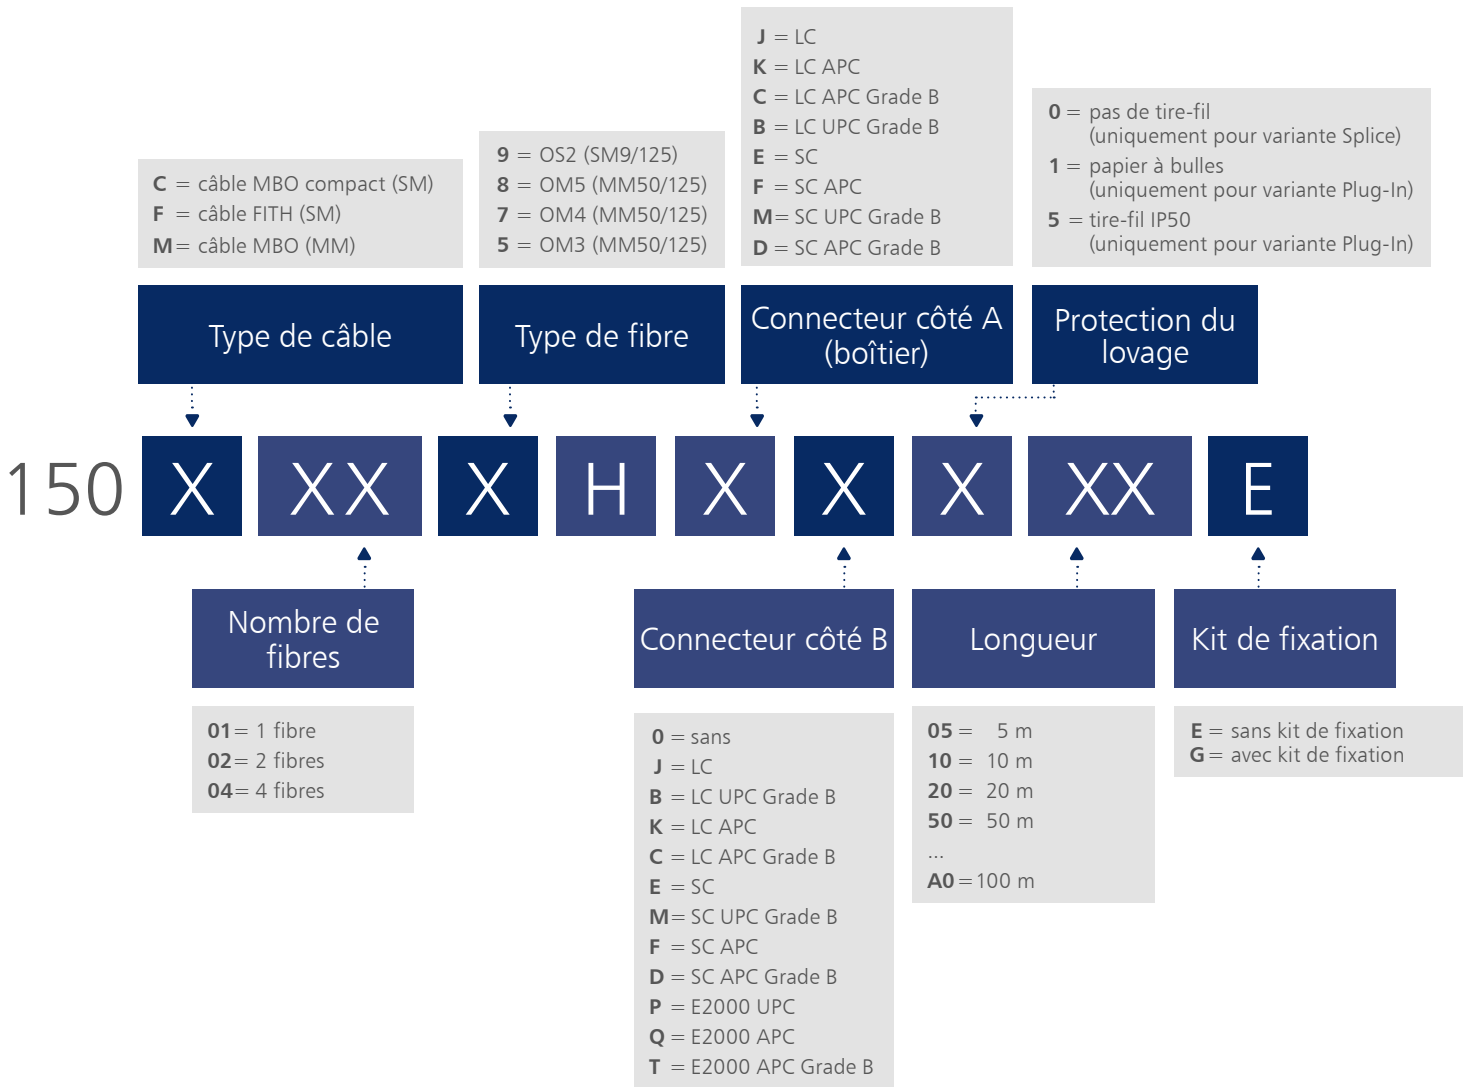 J = LC
K = LC APC
C = LC APC Grade B
B = LC UPC Grade B
E = SC
F = SC APC
M= SC UPC Grade B
D = SC APC Grade B
0 = pas de tire-fil
(uniquement pour variante Splice)
1 = papier à bulles
(uniquement pour variante Plug-In)
5 = tire-fil IP50
(uniquement pour variante Plug-In)
9 = OS2 (SM9/125)
8 = OM5 (MM50/125)
7 = OM4 (MM50/125)
5 = OM3 (MM50/125)
C = câble MBO compact (SM)
F = câble FITH (SM)
M= câble MBO (MM)
Type de câble
Type de fibre
Connecteur côté A
(boîtier)
Protection du
lovage
150 X XX X H X X X XX E
Nombre de
fibres
Connecteur côté B
Longueur
Kit de fixation
01= 1 fibre
02= 2 fibres
04= 4 fibres
0 = sans
J = LC
B = LC UPC Grade B
K = LC APC
C = LC APC Grade B
E = SC
M= SC UPC Grade B
F = SC APC
D = SC APC Grade B
P = E2000 UPC
Q = E2000 APC
T = E2000 APC Grade B
05 = 5 m
10 = 10 m
20 = 20 m
50 = 50 m
...
A0 =100 m
E = sans kit de fixation
G = avec kit de fixation